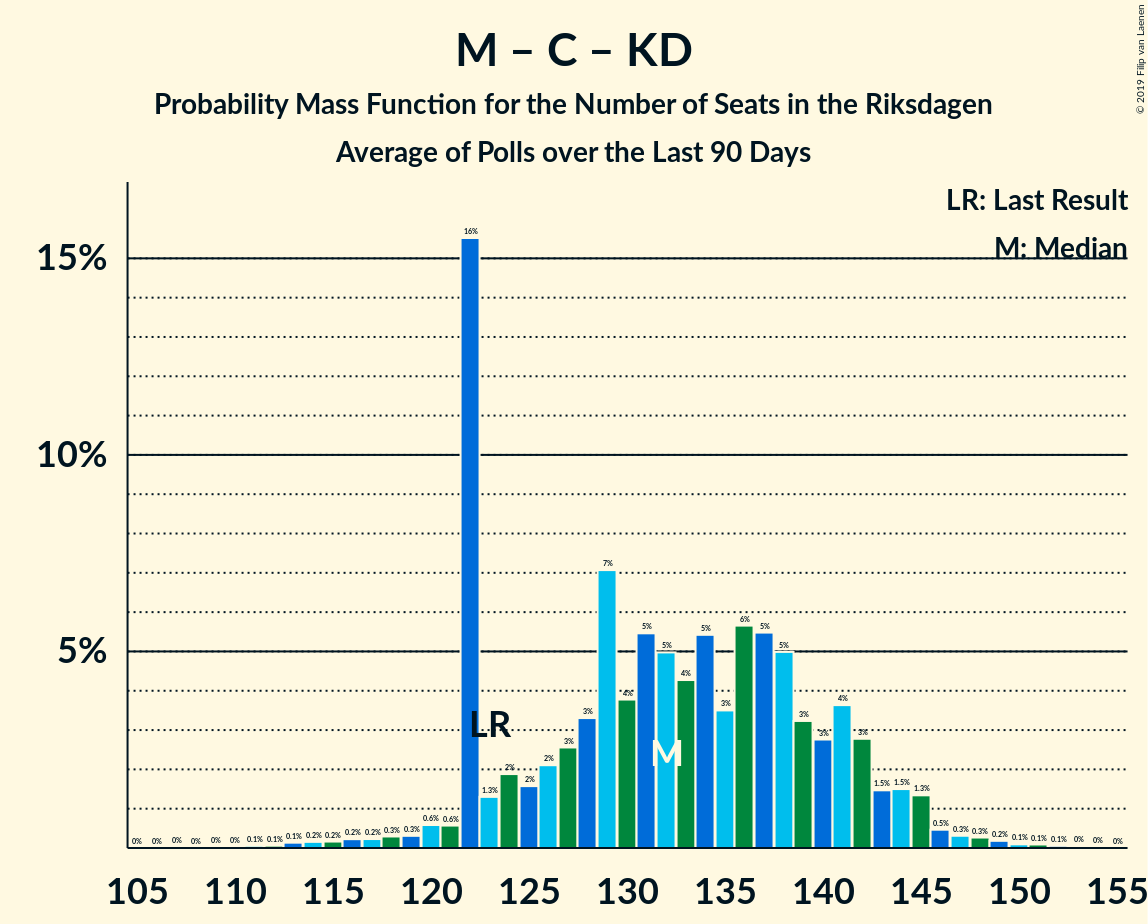 M – C – KD
Probability Mass Function for the Number of Seats in the Riksdagen
Average of Polls over the Last 90 Days
© 2019 Filip van Laenen
LR: Last Result
M: Median
15%
10%
5%
0% 0% 0% 0% 0% 0% 0.1% 0.1% 0.1% 0.2% 0.2% 0.2% 0.2% 0.3% 0.3% 0.6% 0.6% 16% 1.3% 2% 2% 2% 3% 3% 7% 4% 5% 5% 4% 5% 3% 6% 5% 5% 3% 3% 4% 3% 1.5% 1.5% 1.3% 0.5% 0.3% 0.3% 0.2% 0.1% 0.1% 0.1% 0% 0% 0%
LR
M
105 110 115 120 125 130 135 140 145 150 155